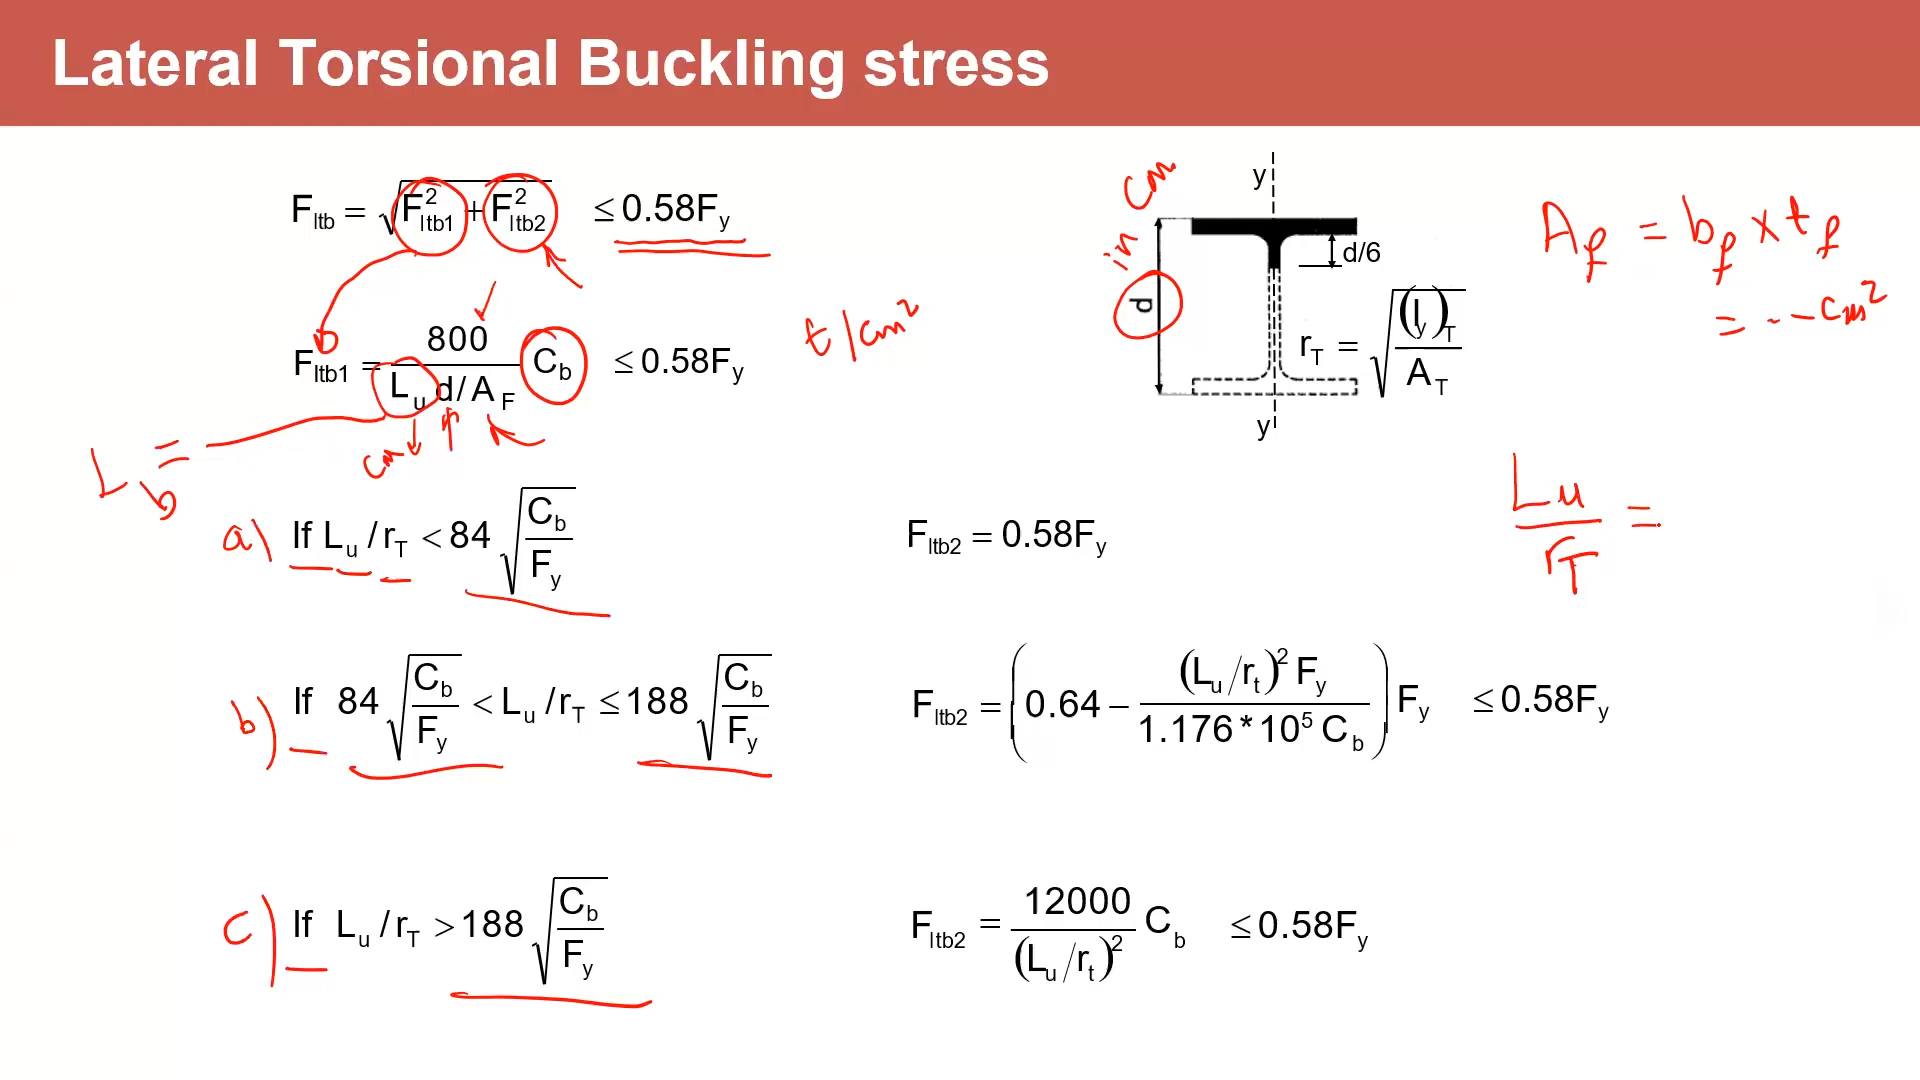 Lateral Torsional Buckling stress
F_ltb = √(F²_ltb1 + F²_ltb2) ≤ 0.58F_y
F_ltb1 = 800 / (L_u d/A_F) C_b ≤ 0.58F_y
t/cm²
cm
L_b =
in cm
d
y
d/6
r_T = √((I_y)_T / A_T)
y
A_f = b_f x t_f
= -- cm²
L_u / r_T =
a) If L_u / r_T < 84 √(C_b / F_y) F_ltb2 = 0.58F_y
b) If 84 √(C_b / F_y) < L_u / r_T ≤ 188 √(C_b / F_y) F_ltb2 = (0.64 − (L_u/r_t)² F_y / 1.176*10⁵ C_b) F_y ≤ 0.58F_y
c) If L_u / r_T > 188 √(C_b / F_y) F_ltb2 = 12000 / (L_u/r_t)² C_b ≤ 0.58F_y